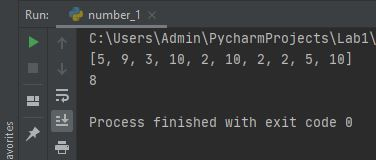 Run:
number_1
C:\Users\Admin\PycharmProjects\Lab1\
[5, 9, 3, 10, 2, 10, 2, 2, 5, 10]
8
Process finished with exit code 0
avorites